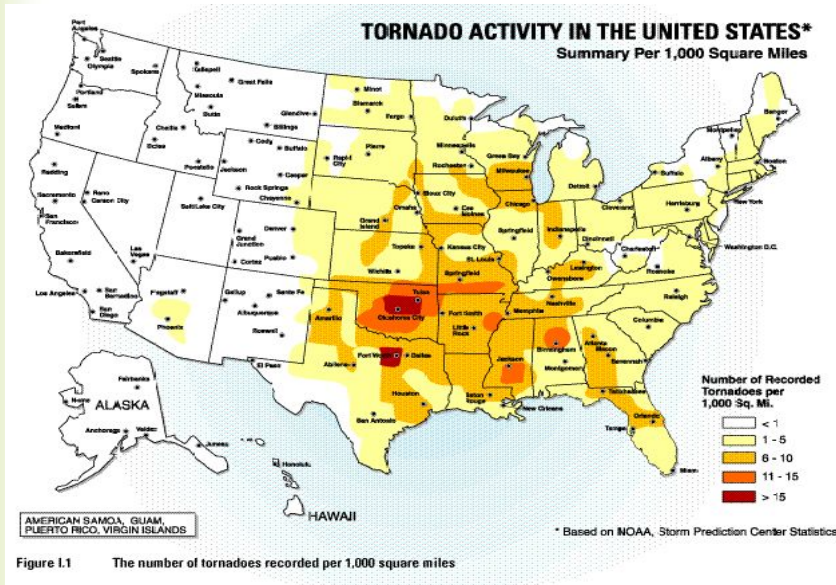 TORNADO ACTIVITY IN THE UNITED STATES*
Summary Per 1,000 Square Miles
Port Angeles
Seattle
Olympia
Spokane
Portland
Salem
Medford
Kalispell
Missoula
Great Falls
Butte
Glendive
Billings
Challis
Boise
Pocatello
Cody
Buffalo
Jackson
Casper
Rock Springs
Cheyenne
Redding
Sacramento
San Francisco
Reno
Carson City
Salt Lake City
Bakersfield
Las Vegas
Los Angeles
San Bernardino
San Diego
Grand Junction
Denver
Cortez
Pueblo
Flagstaff
Phoenix
Gallup
Santa Fe
Albuquerque
Roswell
El Paso
Minot
Bismarck
Fargo
Rapid City
Pierre
Duluth
Minneapolis
Rochester
Green Bay
Milwaukee
Sioux City
Omaha
Grand Island
Des Moines
Chicago
Topeka
Kansas City
Wichita
St. Louis
Springfield
Springfield
Indianapolis
Detroit
Cleveland
Cincinnati
Lexington
Owensboro
Nashville
Memphis
Tulsa
Oklahoma City
Amarillo
Fort Smith
Little Rock
Fort Worth
Dallas
Abilene
Houston
San Antonio
Jackson
Baton Rouge
New Orleans
Birmingham
Montgomery
Atlanta
Macon
Savannah
Tallahassee
Orlando
Tampa
Miami
Columbia
Raleigh
Roanoke
Charleston
Washington D.C.
Harrisburg
New York
Buffalo
Albany
Boston
Montpelier
Bangor
Fairbanks
Nome
ALASKA
Anchorage
Valdez
Juneau
Honolulu
HAWAII
AMERICAN SAMOA, GUAM,
PUERTO RICO, VIRGIN ISLANDS
Number of Recorded
Tornadoes per
1,000 Sq. Mi.
< 1
1 - 5
6 - 10
11 - 15
> 15
* Based on NOAA, Storm Prediction Center Statistics
Figure I.1 The number of tornadoes recorded per 1,000 square miles